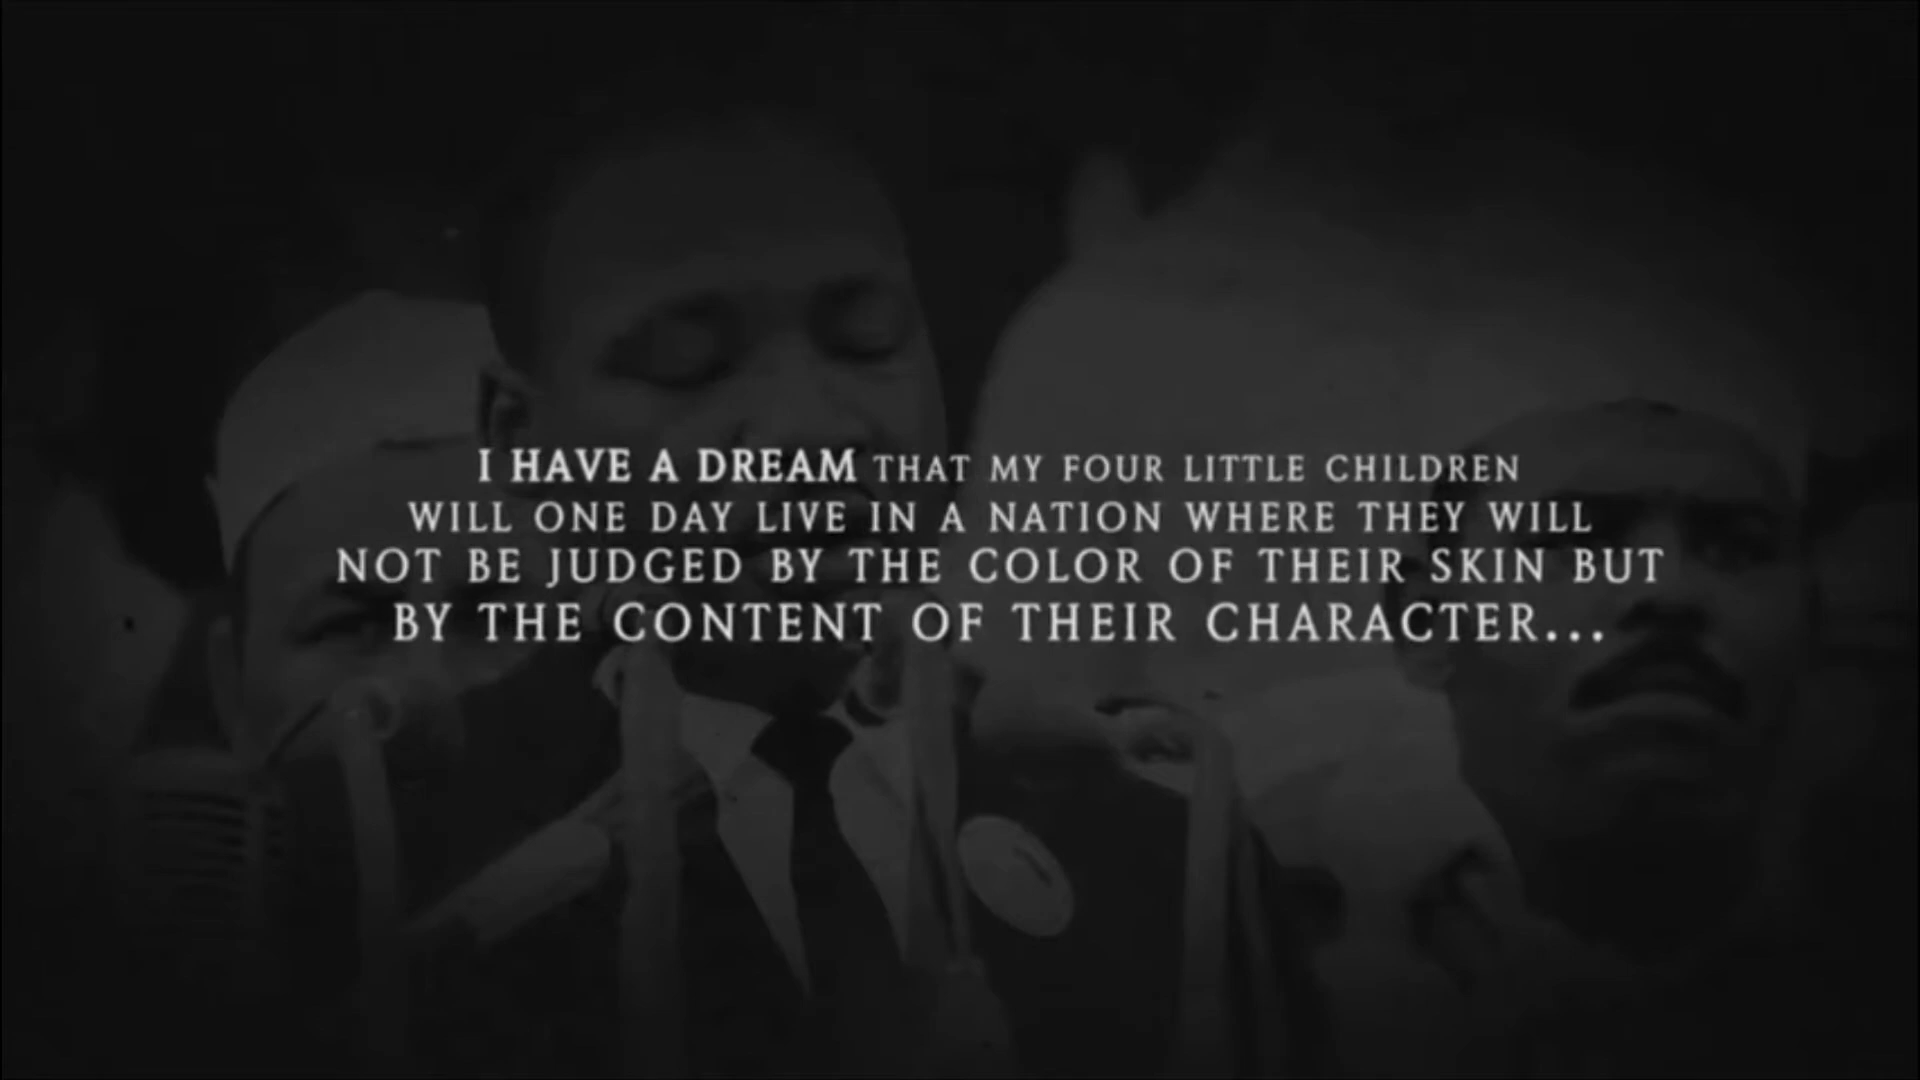 I HAVE A DREAM THAT MY FOUR LITTLE CHILDREN
WILL ONE DAY LIVE IN A NATION WHERE THEY WILL
NOT BE JUDGED BY THE COLOR OF THEIR SKIN BUT
BY THE CONTENT OF THEIR CHARACTER...